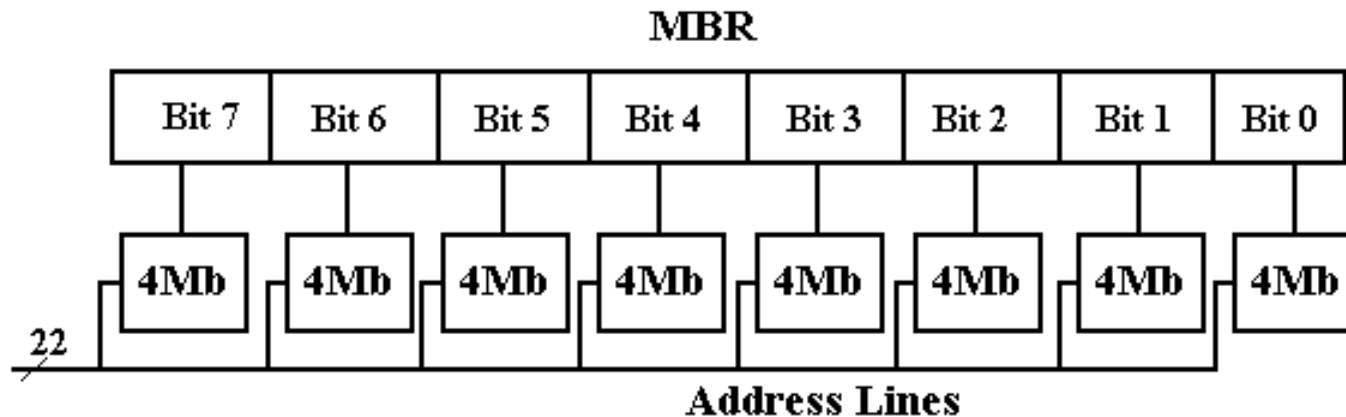 MBR
Bit 7 Bit 6 Bit 5 Bit 4 Bit 3 Bit 2 Bit 1 Bit 0
4Mb 4Mb 4Mb 4Mb 4Mb 4Mb 4Mb 4Mb
22
Address Lines